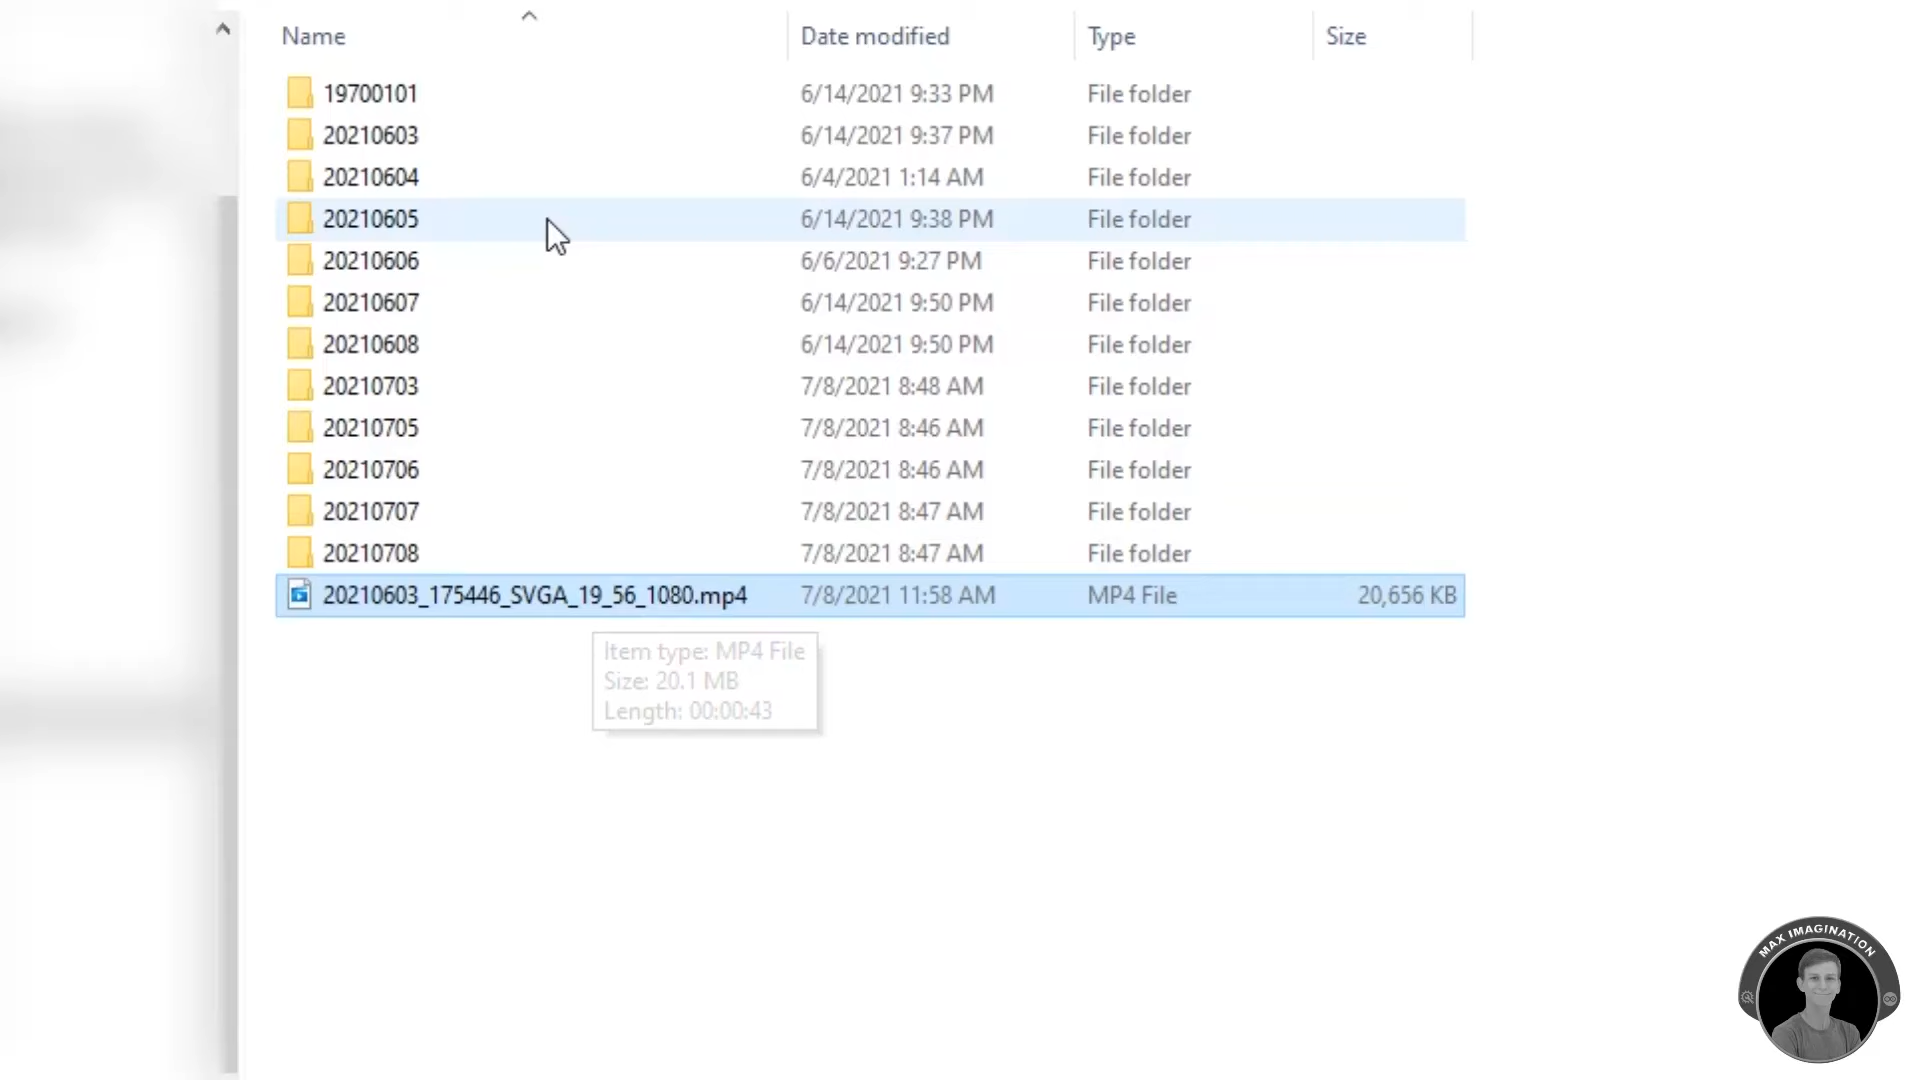 Name Date modified Type Size
19700101 6/14/2021 9:33 PM File folder
20210603 6/14/2021 9:37 PM File folder
20210604 6/4/2021 1:14 AM File folder
20210605 6/14/2021 9:38 PM File folder
20210606 6/6/2021 9:27 PM File folder
20210607 6/14/2021 9:50 PM File folder
20210608 6/14/2021 9:50 PM File folder
20210703 7/8/2021 8:48 AM File folder
20210705 7/8/2021 8:46 AM File folder
20210706 7/8/2021 8:46 AM File folder
20210707 7/8/2021 8:47 AM File folder
20210708 7/8/2021 8:47 AM File folder
20210603_175446_SVGA_19_56_1080.mp4 7/8/2021 11:58 AM MP4 File 20,656 KB
Item type: MP4 File
Size: 20.1 MB
Length: 00:00:43
MAX IMAGINATION